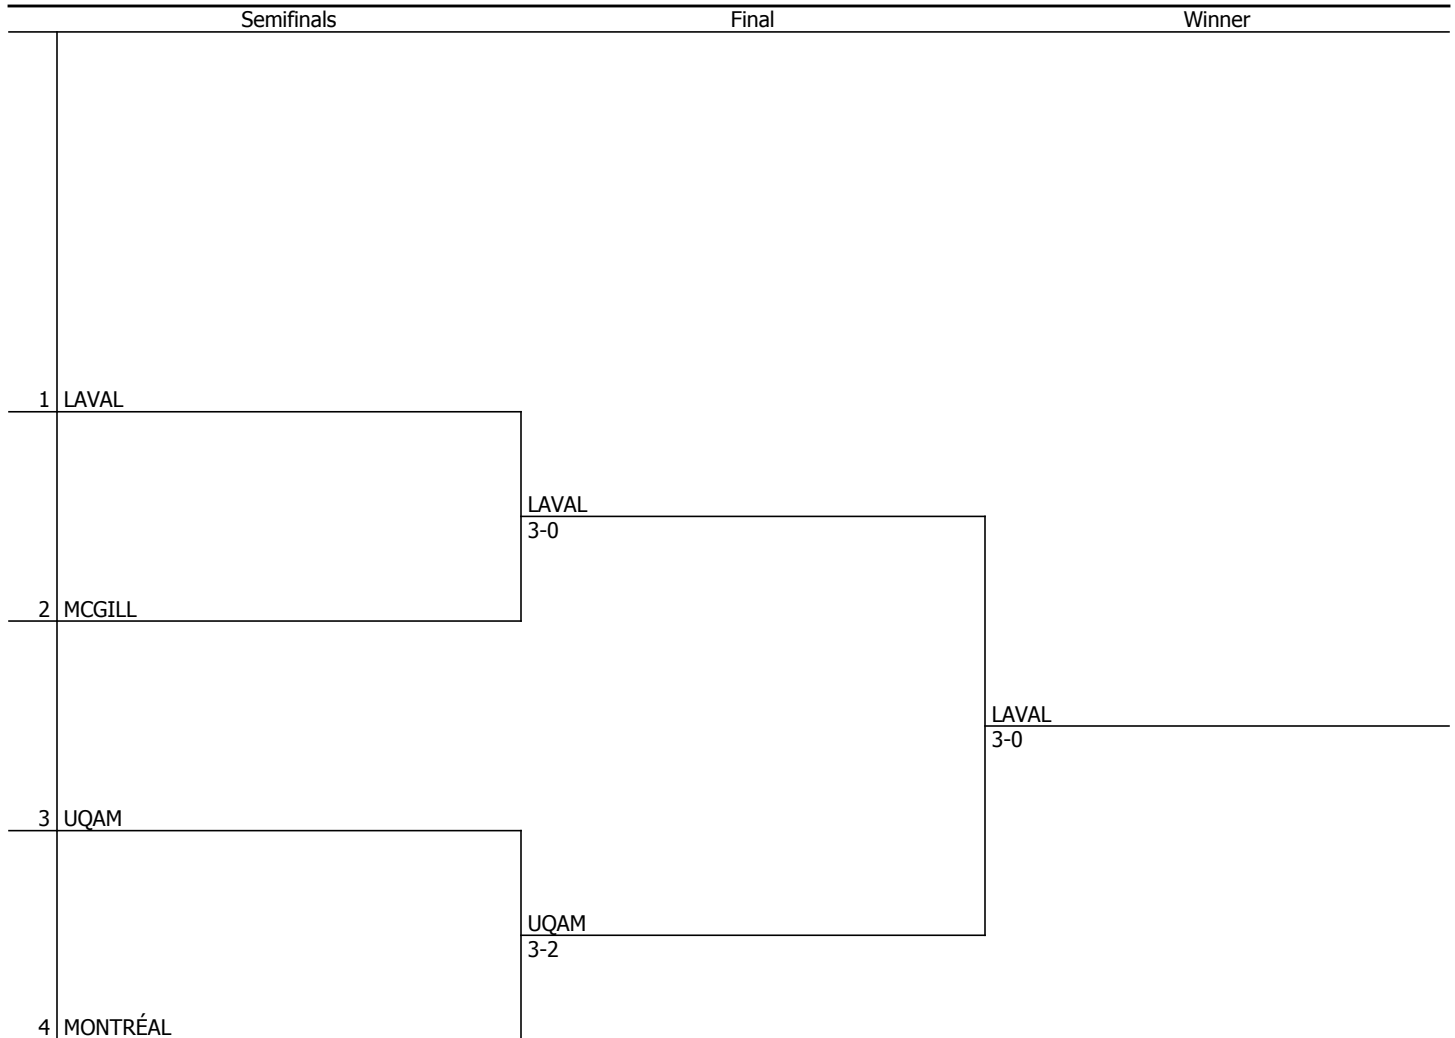 Semifinals Final Winner
1 LAVAL
LAVAL
3-0
2 MCGILL
LAVAL
3-0
3 UQAM
UQAM
3-2
4 MONTRÉAL